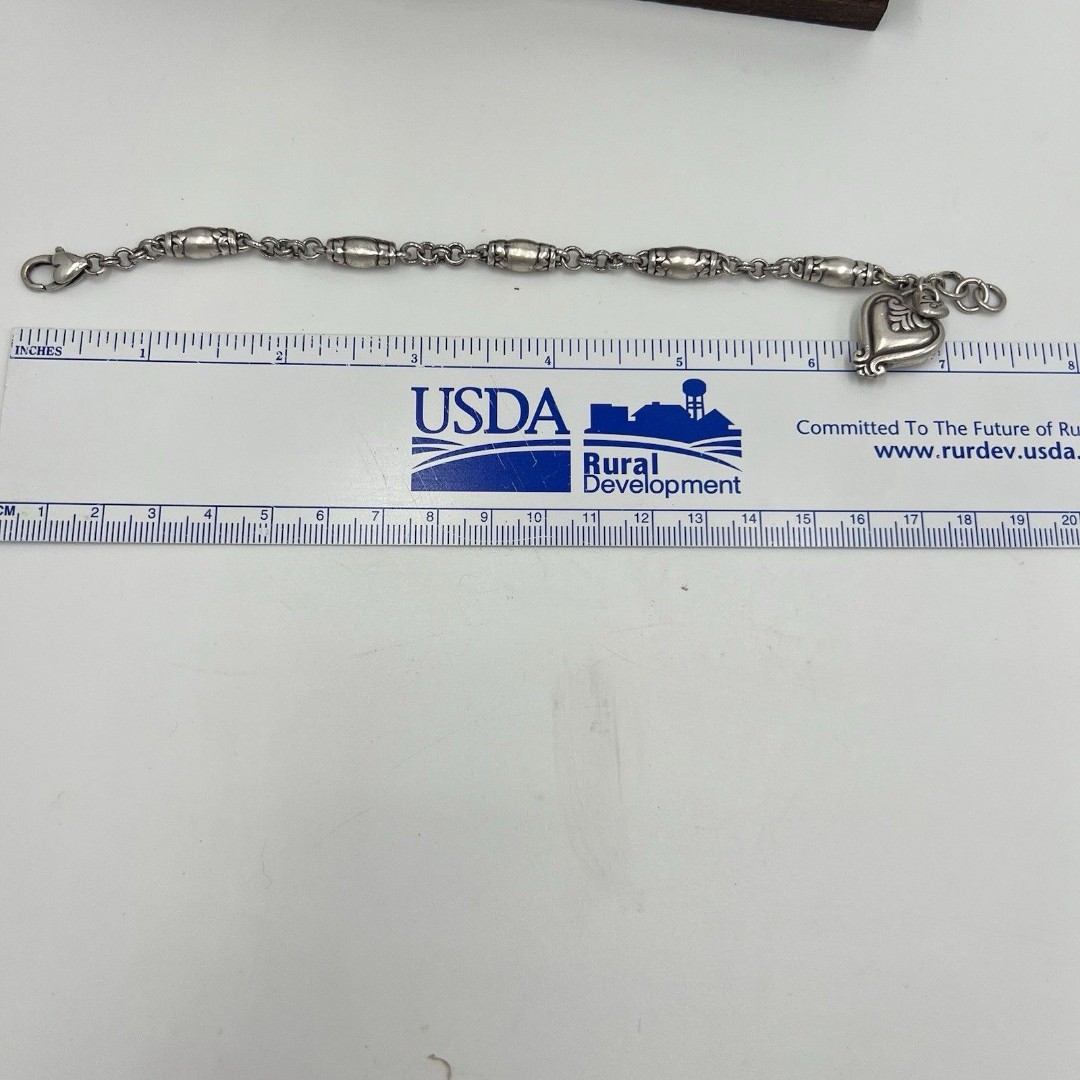 INCHES 1 2 3 4 5 6 7 8
USDA
Rural
Development
Committed To The Future of Ru
www.rurdev.usda.
CM 1 2 3 4 5 6 7 8 9 10 11 12 13 14 15 16 17 18 19 20